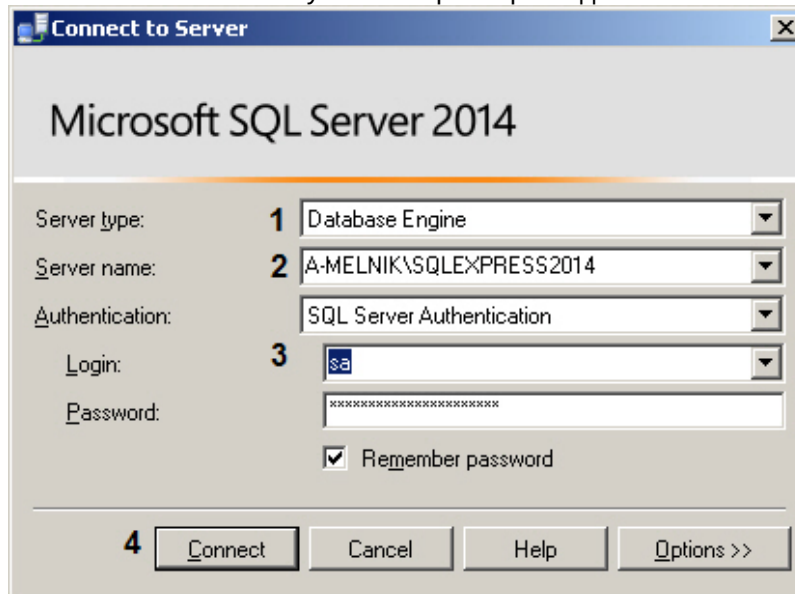 Connect to Server
Microsoft SQL Server 2014
Server type: 1 Database Engine
Server name: 2 A-MELNIK\SQLEXPRESS2014
Authentication: SQL Server Authentication
Login: 3 sa
Password: **********************
Remember password
4 Connect Cancel Help Options >>